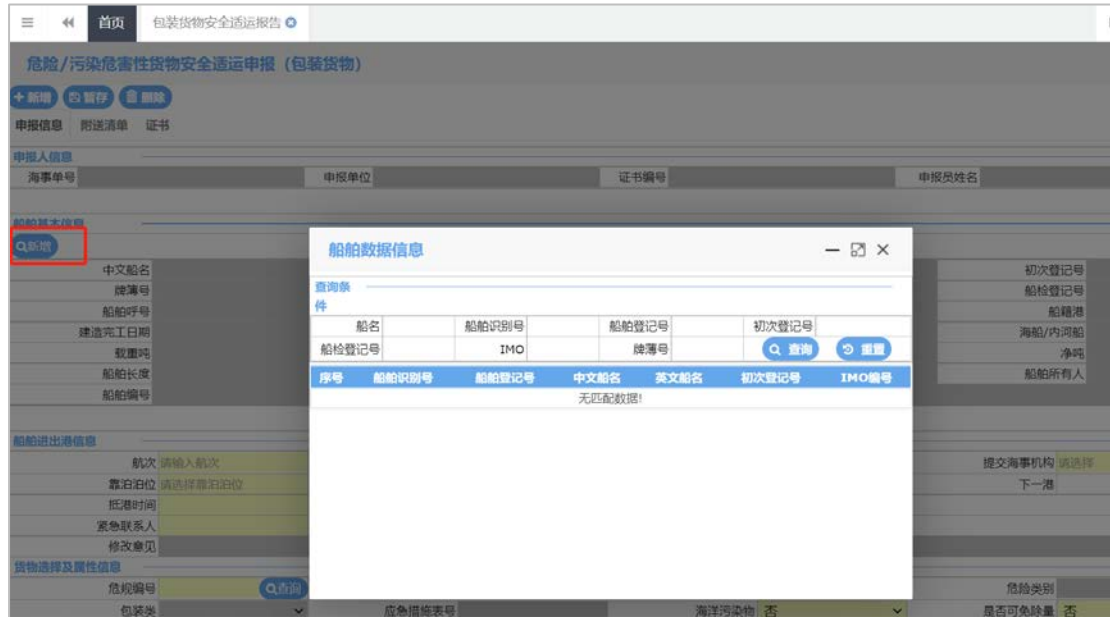 首页 包装货物安全适运报告
危险/污染危害性货物安全适运申报（包装货物）
新增 暂存 删除
申报信息 附送清单 证书
申报人信息
海事单号 申报单位 证书编号 申报员姓名
船舶基本信息
新增
中文船名 初次登记号
牌簿号 船检登记号
船舶呼号 船籍港
建造完工日期 海船/内河船
载重吨 净吨
船舶长度 船舶所有人
船舶编号
船舶数据信息
查询条
件
船名 船舶识别号 船舶登记号 初次登记号
船检登记号 IMO 牌簿号 查询 重置
序号 船舶识别号 船舶登记号 中文船名 英文船名 初次登记号 IMO编号
无匹配数据!
船舶进出港信息
航次 请输入航次 提交海事机构 请选择
靠泊泊位 请选择靠泊泊位 下一港
抵港时间
紧急联系人
修改意见
货物选择及属性信息
危规编号 查询 危险类别
包装类 应急措施表号 海洋污染物 否 是否可免除量 否